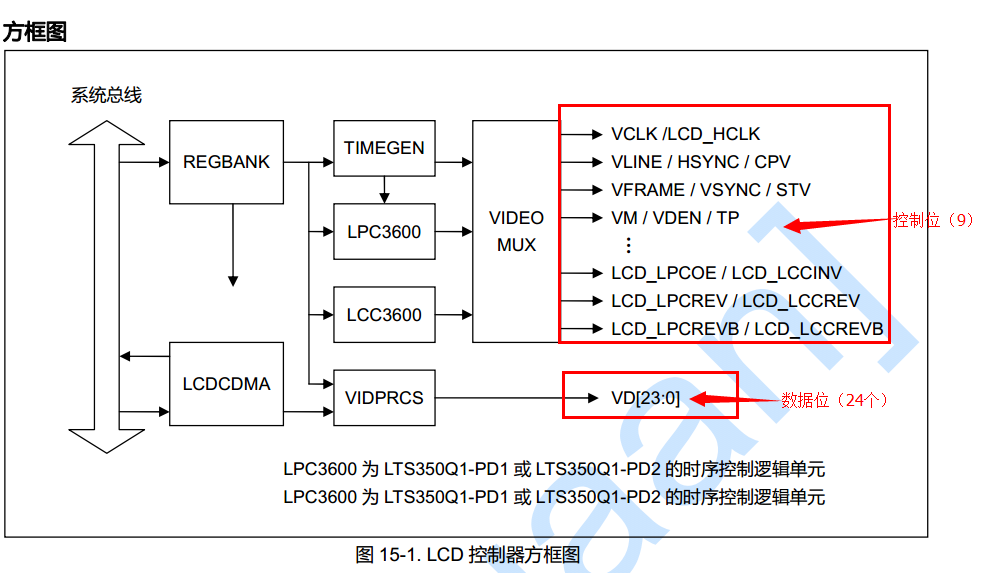 方框图
系统总线
REGBANK
TIMEGEN
LPC3600
LCC3600
LCDCDMA
VIDPRCS
VIDEO
MUX
VCLK /LCD_HCLK
VLINE / HSYNC / CPV
VFRAME / VSYNC / STV
VM / VDEN / TP
⋮
LCD_LPCOE / LCD_LCCINV
LCD_LPCREV / LCD_LCCREV
LCD_LPCREVB / LCD_LCCREVB
控制位（9）
VD[23:0]
数据位（24个）
LPC3600 为 LTS350Q1-PD1 或 LTS350Q1-PD2 的时序控制逻辑单元
LPC3600 为 LTS350Q1-PD1 或 LTS350Q1-PD2 的时序控制逻辑单元
图 15-1. LCD 控制器方框图